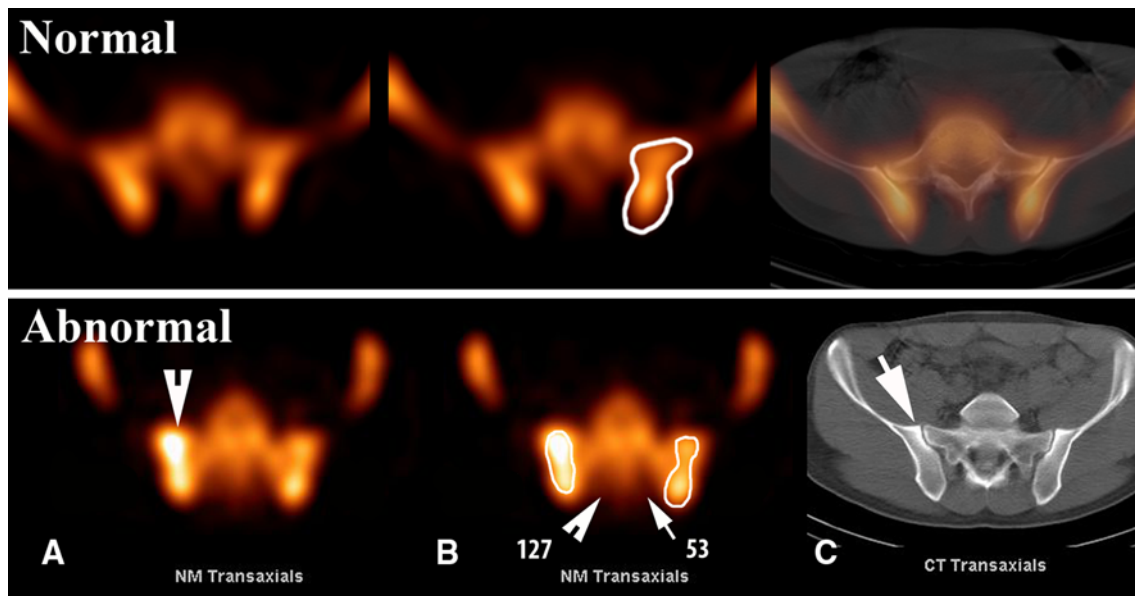 Normal
Abnormal
127
53
A
B
C
NM Transaxials
NM Transaxials
CT Transaxials